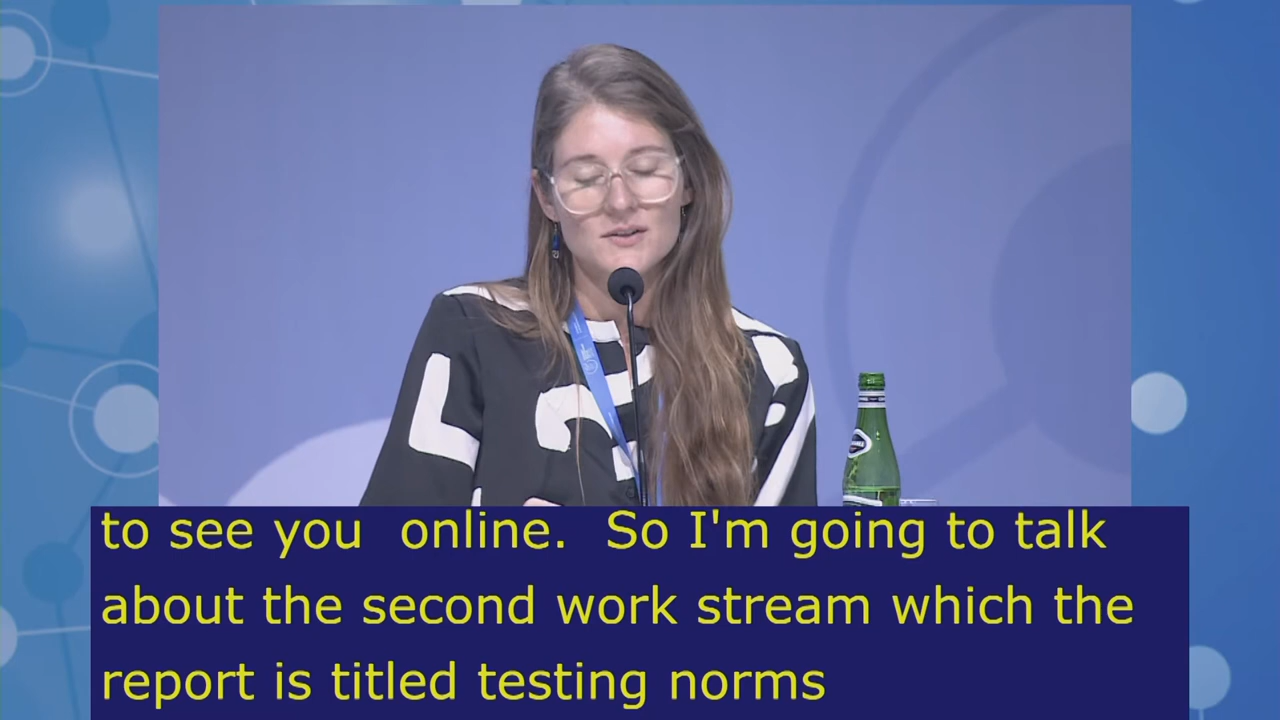 to see you online. So I'm going to talk
about the second work stream which the
report is titled testing norms